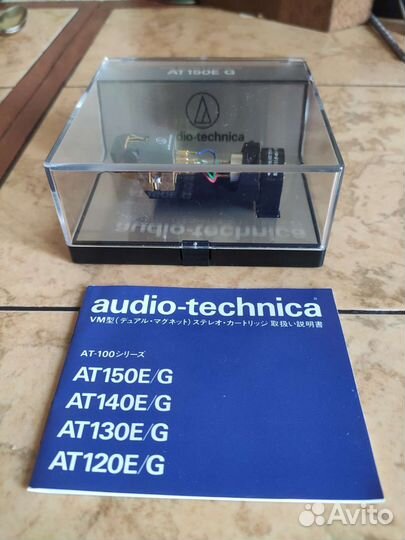 AT150E G
audio-technica
audio-technica
audio-technica
VM型(デュアル・マグネット)ステレオ・カートリッジ 取扱い説明書
AT-100シリーズ
AT150E/G
AT140E/G
AT130E/G
AT120E/G
Avito